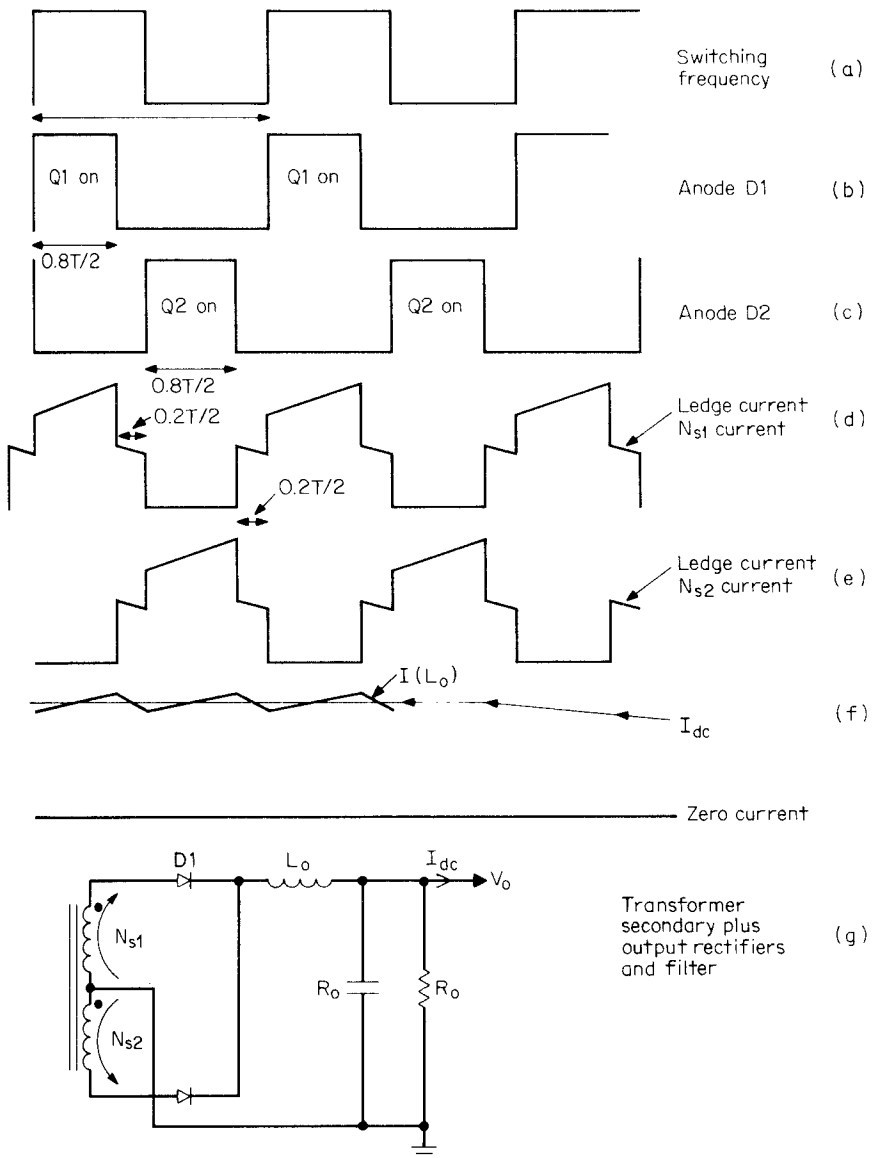 Switching
frequency
(a)
Q1 on
Q1 on
Anode D1
(b)
0.8T/2
Q2 on
Q2 on
Anode D2
(c)
0.8T/2
0.2T/2
Ledge current
Ns1 current
(d)
0.2T/2
Ledge current
Ns2 current
(e)
I (Lo)
Idc
(f)
Zero current
D1
Lo
Idc
Vo
Ns1
Ns2
Ro
Ro
Transformer
secondary plus
output rectifiers
and filter
(g)